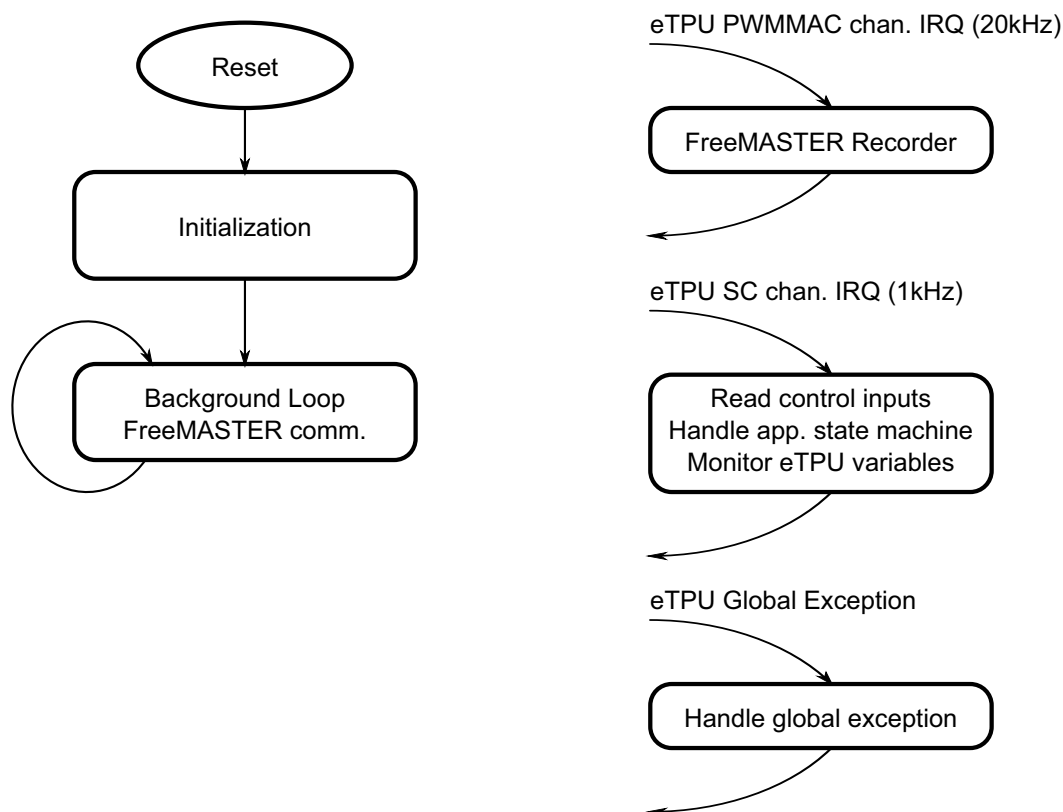 Reset
Initialization
Background Loop
FreeMASTER comm.
eTPU PWMMAC chan. IRQ (20kHz)
FreeMASTER Recorder
eTPU SC chan. IRQ (1kHz)
Read control inputs
Handle app. state machine
Monitor eTPU variables
eTPU Global Exception
Handle global exception